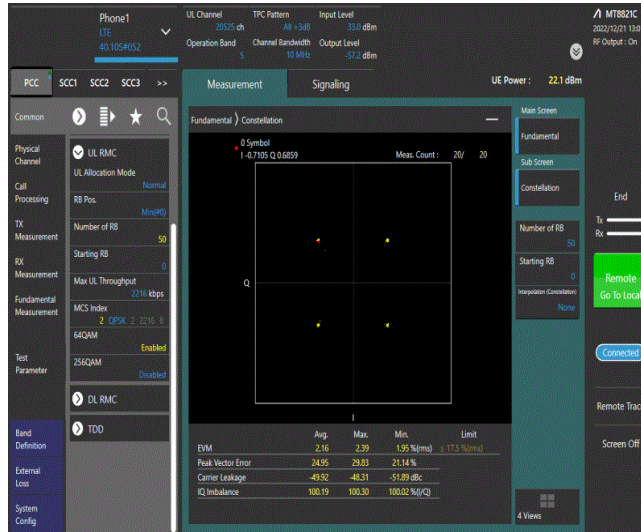 Phone1
LTE
40.10S#052
UL Channel
20525 ch
TPC Pattern
All +3dB
Input Level
33.0 dBm
Operation Band
5
Channel Bandwidth
10 MHz
Output Level
-57.2 dBm
MT8821C
2022/12/21 13:0
RF Output : On
PCC
SCC1
SCC2
SCC3
>>
Measurement
Signaling
UE Power : 22.1 dBm
Common
Physical
Channel
Call
Processing
TX
Measurement
RX
Measurement
Fundamental
Measurement
Test
Parameter
Band
Definition
External
Loss
System
Config
UL RMC
UL Allocation Mode
Normal
RB Pos.
Min(#0)
Number of RB
50
Starting RB
0
Max UL Throughput
2216 kbps
MCS Index
2 QPSK 2 2216 8
64QAM
Enabled
256QAM
Disabled
DL RMC
TDD
Fundamental 〉 Constellation
0 Symbol
I -0.7105 Q 0.6859
Meas. Count : 20/ 20
Q
I
Avg. Max. Min. Limit
EVM 2.16 2.39 1.95 %(rms) ≤ 17.5 %(rms)
Peak Vector Error 24.95 29.83 21.14 %
Carrier Leakage -49.92 -48.31 -51.89 dBc
IQ Imbalance 100.19 100.30 100.02 %(I/Q)
Main Screen
Fundamental
Sub Screen
Constellation
Number of RB
50
Starting RB
0
Interpolation (Constellation)
None
4 Views
End
Tx
Rx
Remote
Go To Local
Connected
Remote Trac
Screen Off